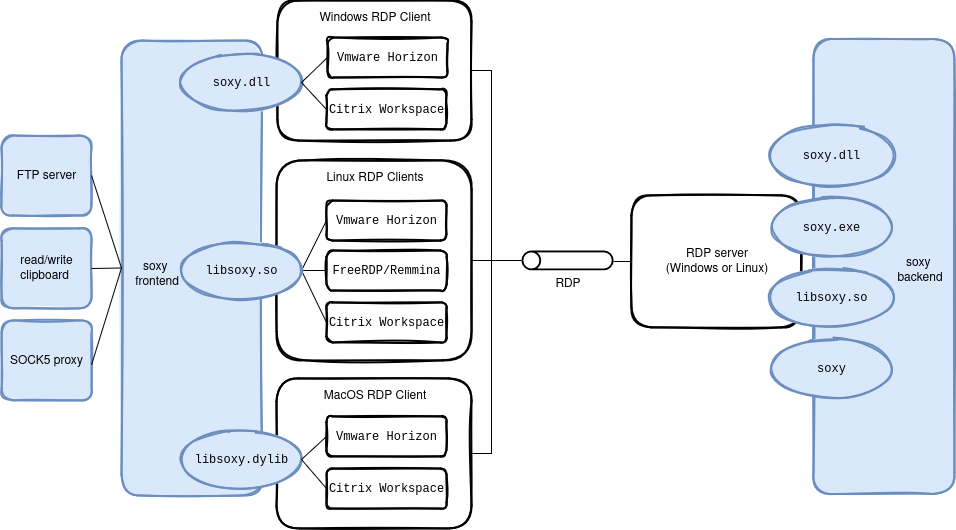 FTP server
read/write
clipboard
SOCK5 proxy
soxy
frontend
soxy.dll
libsoxy.so
libsoxy.dylib
Windows RDP Client
Vmware Horizon
Citrix Workspace
Linux RDP Clients
Vmware Horizon
FreeRDP/Remmina
Citrix Workspace
MacOS RDP Client
Vmware Horizon
Citrix Workspace
RDP
RDP server
(Windows or Linux)
soxy.dll
soxy.exe
libsoxy.so
soxy
soxy
backend